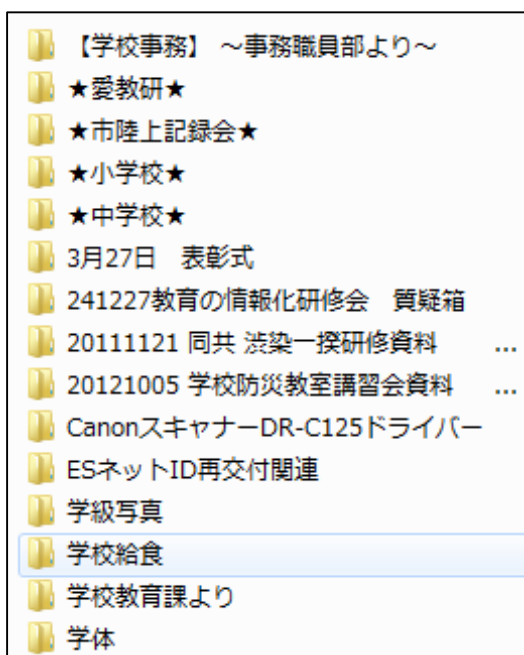 【学校事務】 ～事務職員部より～
★愛教研★
★市陸上記録会★
★小学校★
★中学校★
3月27日　表彰式
241227教育の情報化研修会　質疑箱
20111121 同共 渋染一揆研修資料 ...
20121005 学校防災教室講習会資料 ...
CanonスキャナーDR-C125ドライバー
ESネットID再交付関連
学級写真
学校給食
学校教育課より
学体